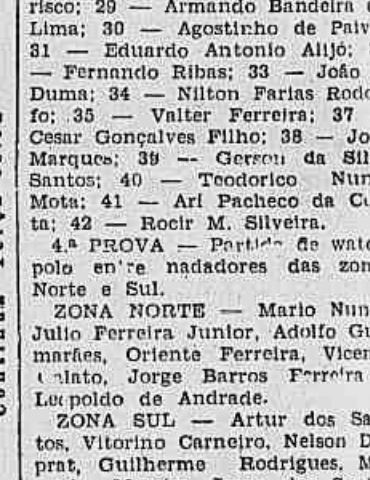 risco; 29 — Armando Bandeira
Lima; 30 — Agostinho de Paiv
31 — Eduardo Antonio Alijó;
— Fernando Ribas; 33 — João
Duma; 34 — Nilton Farias Rodo
fo; 35 — Valter Ferreira; 37
Cesar Gonçalves Filho; 38 — Jo
Marques; 39 — Gerson da Sil
Santos; 40 — Teodorico Nun
Mota; 41 — Ari Pacheco da Cu
ta; 42 — Rocir M. Silveira.
4.ª PROVA — Partida de wate
polo entre nadadores das zon
Norte e Sul.
ZONA NORTE — Mario Nun
Julio Ferreira Junior, Adolfo Gu
marães, Oriente Ferreira, Vicen
Jorge Barros Ferreira
Leopoldo de Andrade.
ZONA SUL — Artur dos Sa
tos, Vitorino Carneiro, Nelson D
prat, Guilherme Rodrigues, M